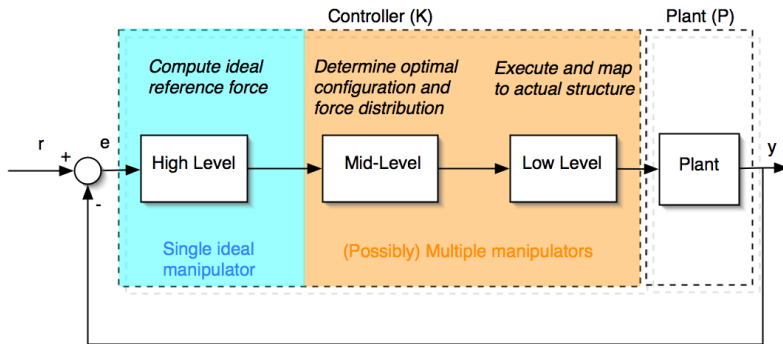 Controller (K)
Plant (P)
Compute ideal
reference force
Determine optimal
configuration and
force distribution
Execute and map
to actual structure
r
+
-
e
High Level
Mid-Level
Low Level
Plant
y
Single ideal
manipulator
(Possibly) Multiple manipulators